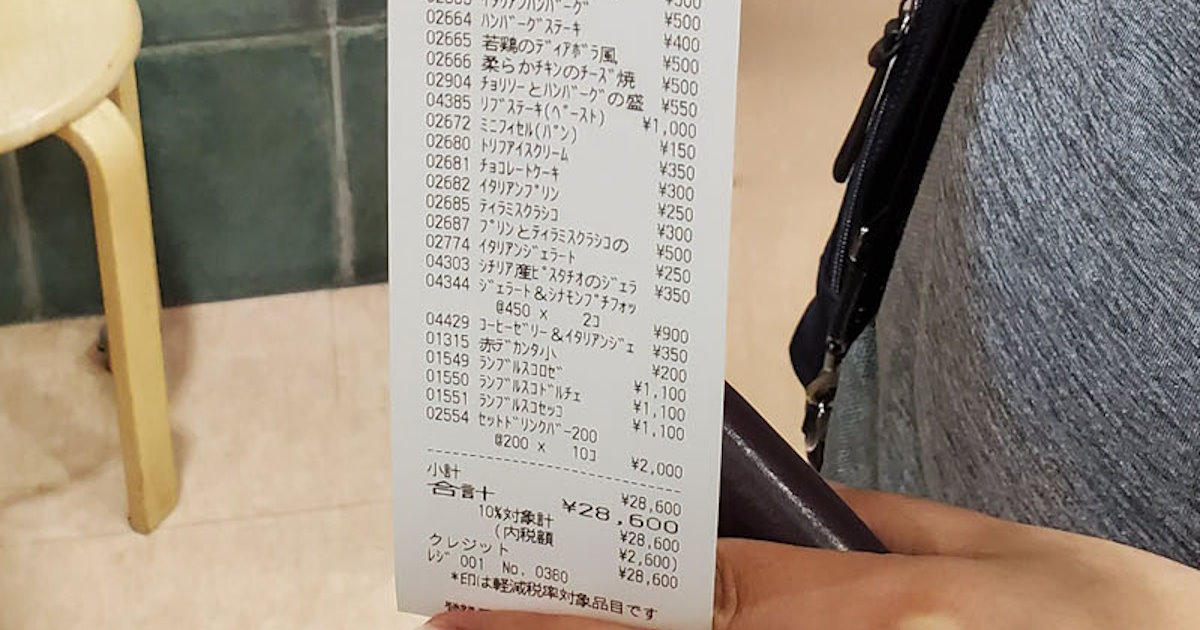 イタリアンハンバーグ ¥500
02664 ハンバーグステーキ ¥500
¥400
02665 若鶏のディアボラ風 ¥500
02666 柔らかチキンのチーズ焼 ¥500
02904 チョリソーとハンバーグの盛 ¥550
04385 リブステーキ(ペースト) ¥1,000
02672 ミニフィセル(パン) ¥150
02680 トリフアイスクリーム ¥350
02681 チョコレートケーキ ¥300
02682 イタリアンプリン ¥250
02685 ティラミスクラシコ ¥300
02687 プリンとティラミスクラシコの ¥500
02774 イタリアンジェラート ¥250
04303 シチリア産ピスタチオのジェラ ¥350
04344 ジェラート&シナモンプチフォッ
@450 × 2コ ¥900
04429 コーヒーゼリー&イタリアンジェ ¥350
01315 赤デカンタ小 ¥200
01549 ランブルスコロゼ ¥1,100
01550 ランブルスコドルチェ ¥1,100
01551 ランブルスコセッコ ¥1,100
02554 セットドリンクバー200
@200 × 10コ ¥2,000
小計 ¥28,600
合計 ¥28,600
10%対象計 ¥28,600
(内税額 ¥2,600)
クレジット ¥28,600
レジ 001 No. 0360
*印は軽減税率対象品目です